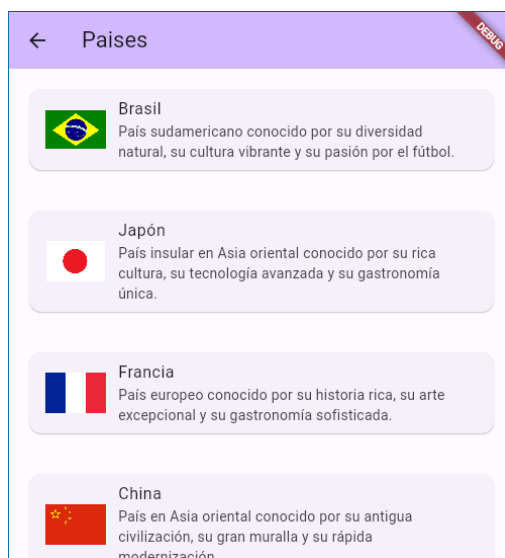 Paises
DEBUG
Brasil
País sudamericano conocido por su diversidad
natural, su cultura vibrante y su pasión por el fútbol.
Japón
País insular en Asia oriental conocido por su rica
cultura, su tecnología avanzada y su gastronomía
única.
Francia
País europeo conocido por su historia rica, su arte
excepcional y su gastronomía sofisticada.
China
País en Asia oriental conocido por su antigua
civilización, su gran muralla y su rápida
modernización.